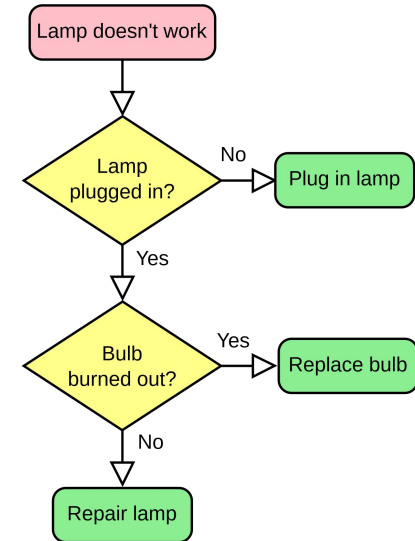 Lamp doesn't work
Lamp
plugged in?
No
Plug in lamp
Yes
Bulb
burned out?
Yes
Replace bulb
No
Repair lamp